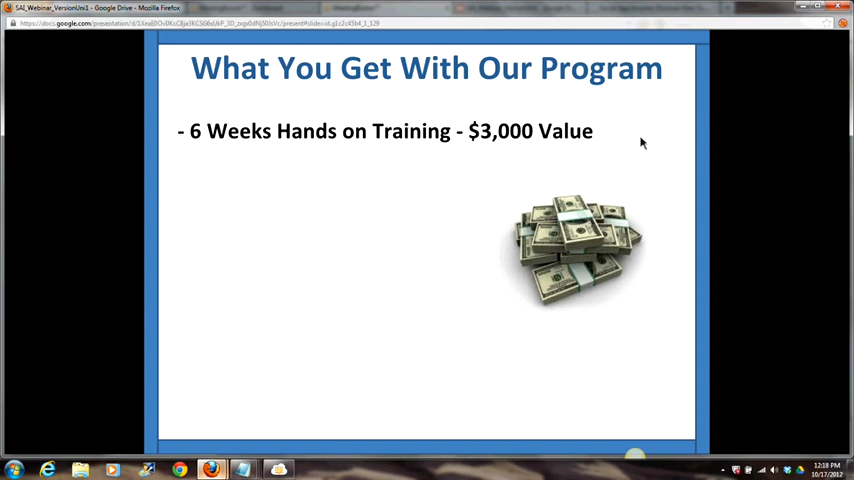 SAI_Webinar_VersionUni1 - Google Drive - Mozilla Firefox
What You Get With Our Program
- 6 Weeks Hands on Training - $3,000 Value
12:18 PM
10/17/2012